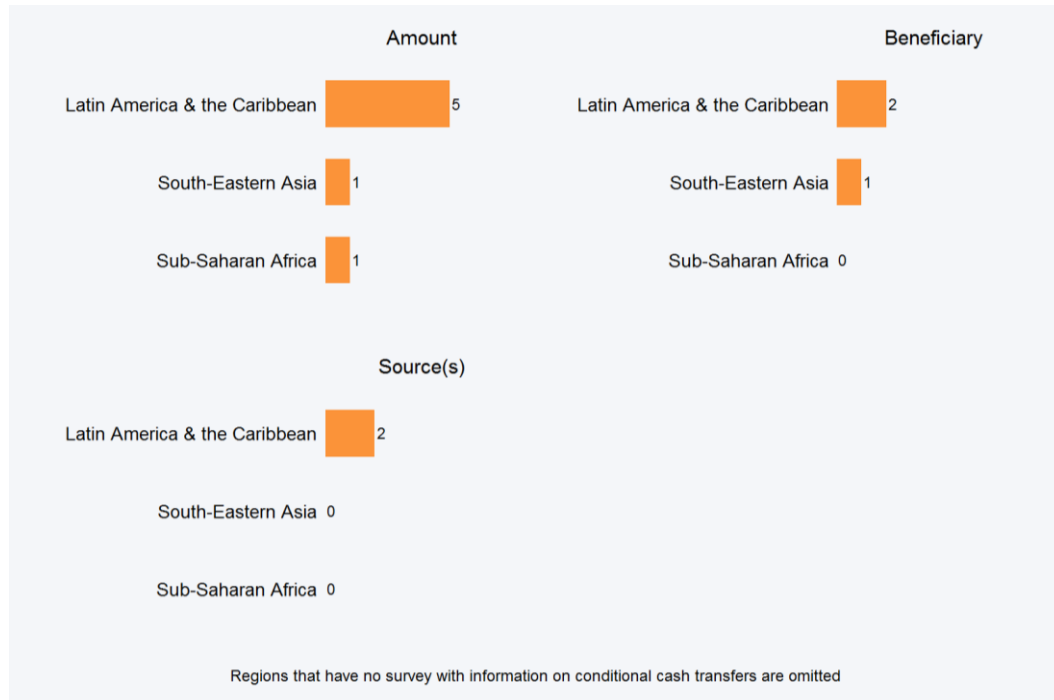 Amount
Latin America & the Caribbean 5
South-Eastern Asia 1
Sub-Saharan Africa 1
Beneficiary
Latin America & the Caribbean 2
South-Eastern Asia 1
Sub-Saharan Africa 0
Source(s)
Latin America & the Caribbean 2
South-Eastern Asia 0
Sub-Saharan Africa 0
Regions that have no survey with information on conditional cash transfers are omitted